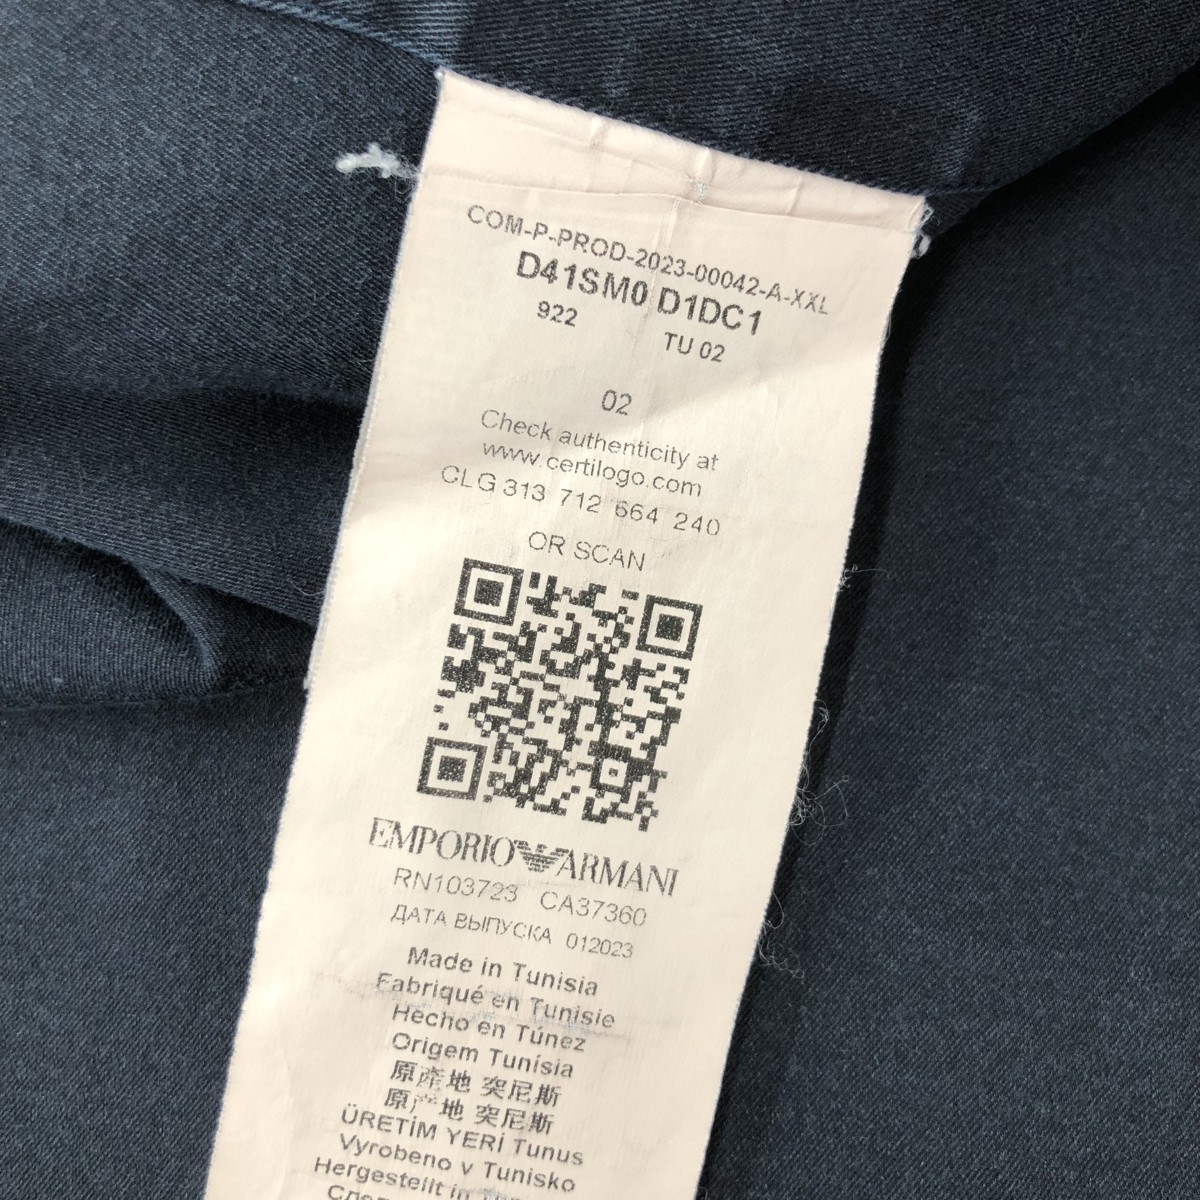 COM-P-PROD-2023-00042-A-XXL
D41SM0 D1DC1
922 TU 02
02
Check authenticity at
www.certilogo.com
CLG 313 712 664 240
OR SCAN
EMPORIO ARMANI
RN103723 CA37360
ДАТА ВЫПУСКА 012023
Made in Tunisia
Fabriqué en Tunisie
Hecho en Túnez
Origem Tunísia
原產地 突尼斯
原产地 突尼斯
ÜRETİM YERİ Tunus
Vyrobeno v Tunisko
Hergestellt in